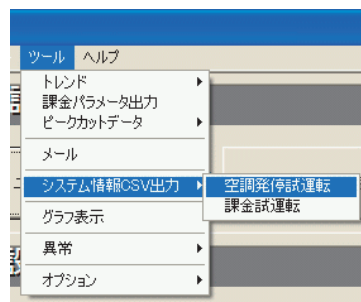 ツール ヘルプ
トレンド
課金パラメータ出力
ピークカットデータ
メール
システム情報CSV出力
空調発停試運転
課金試運転
グラフ表示
異常
オプション